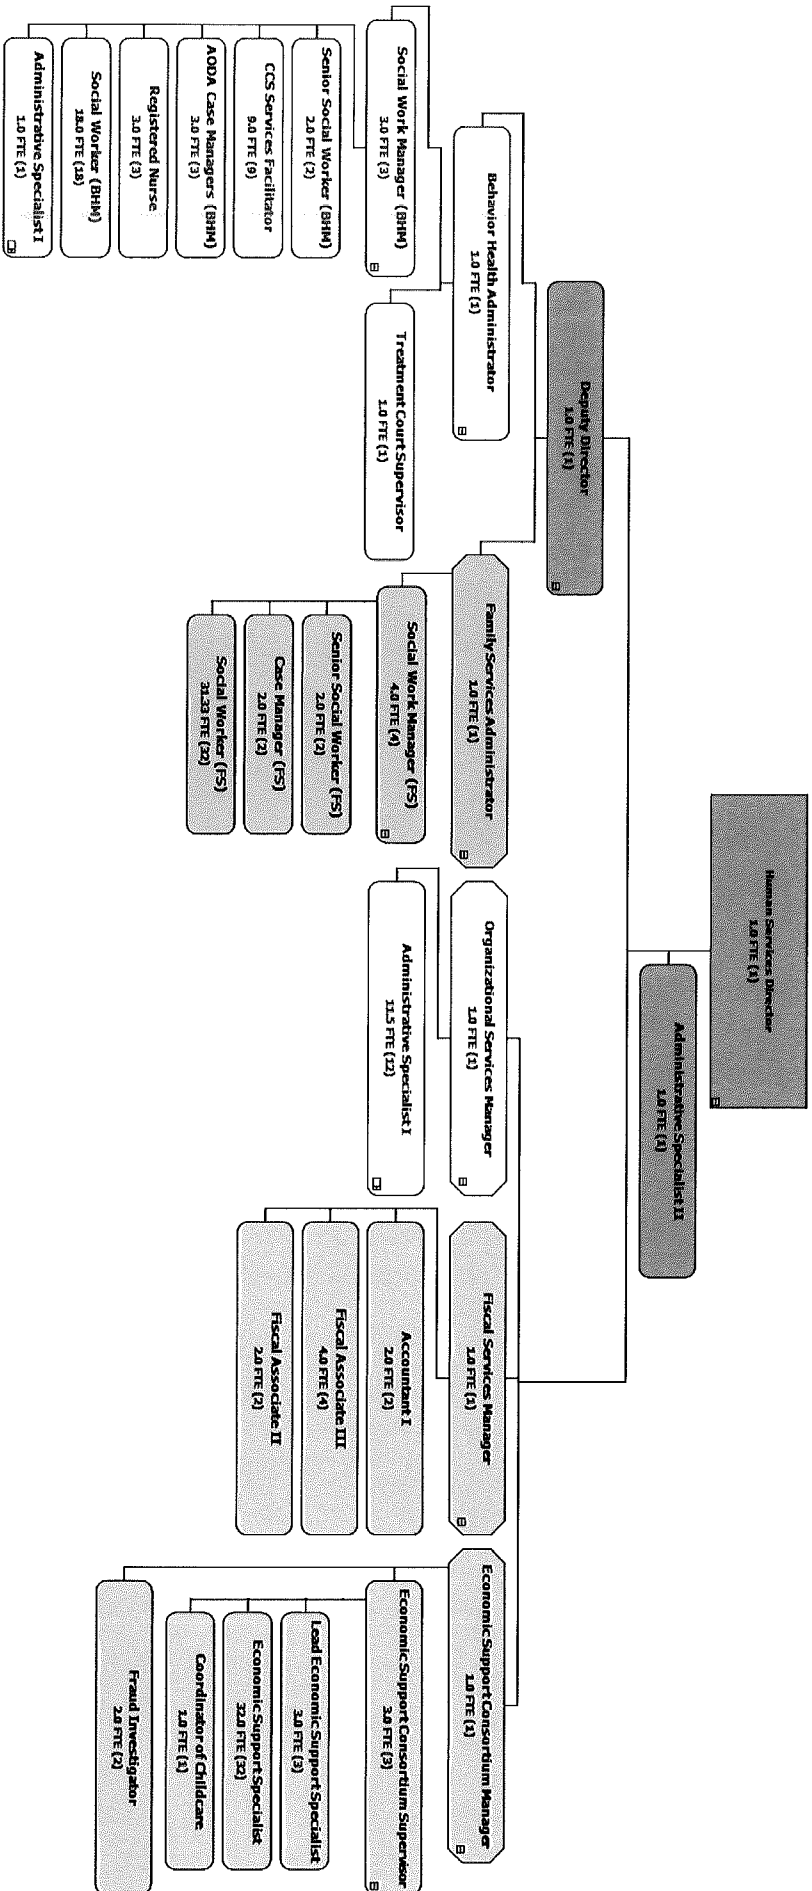 Human Services Director
1.0 FTE (1)
Administrative Specialist II
1.0 FTE (1)
Deputy Director
1.0 FTE (1)
Behavior Health Administrator
1.0 FTE (1)
Social Work Manager (BHM)
3.0 FTE (3)
Senior Social Worker (BHM)
2.0 FTE (2)
CCS Services Facilitator
9.0 FTE (9)
AODA Case Managers (BHM)
3.0 FTE (3)
Registered Nurse
3.0 FTE (3)
Social Worker (BHM)
18.0 FTE (18)
Administrative Specialist I
1.0 FTE (1)
Treatment Court Supervisor
1.0 FTE (1)
Family Services Administrator
1.0 FTE (1)
Social Work Manager (FS)
4.0 FTE (4)
Senior Social Worker (FS)
2.0 FTE (2)
Case Manager (FS)
2.0 FTE (2)
Social Worker (FS)
31.33 FTE (32)
Organizational Services Manager
1.0 FTE (1)
Administrative Specialist I
11.5 FTE (12)
Fiscal Services Manager
1.0 FTE (1)
Accountant I
2.0 FTE (2)
Fiscal Associate III
4.0 FTE (4)
Fiscal Associate II
2.0 FTE (2)
Economic Support Consortium Manager
1.0 FTE (1)
Economic Support Consortium Supervisor
3.0 FTE (3)
Lead Economic Support Specialist
3.0 FTE (3)
Economic Support Specialist
32.0 FTE (32)
Coordinator of Childcare
1.0 FTE (1)
Fraud Investigator
2.0 FTE (2)